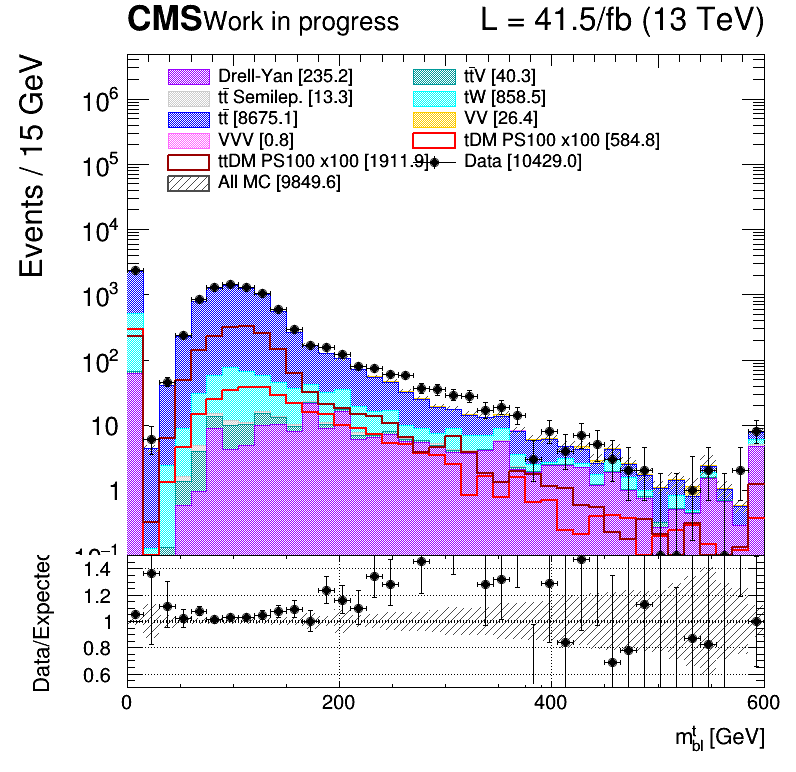 CMS Work in progress L = 41.5/fb (13 TeV)
Events / 15 GeV
Drell-Yan [235.2] tt̄V [40.3]
tt̄ Semilep. [13.3] tW [858.5]
tt̄ [8675.1] VV [26.4]
VVV [0.8] tDM PS100 x100 [584.8]
ttDM PS100 x100 [1911.9] Data [10429.0]
All MC [9849.6]
10⁶
10⁵
10⁴
10³
10²
10
1
10⁻¹
Data/Expected
1.4
1.2
1
0.8
0.6
0 200 400 600
m^t_bl [GeV]